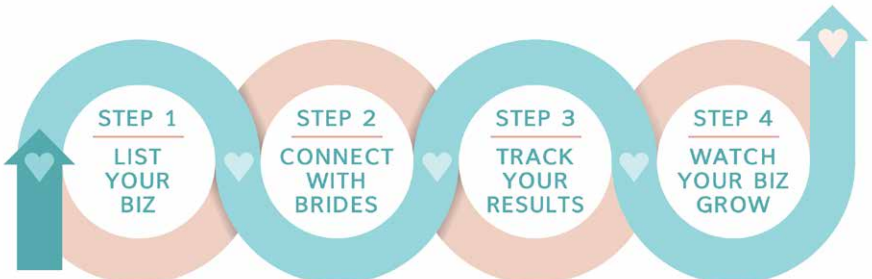 STEP 1
LIST
YOUR
BIZ
STEP 2
CONNECT
WITH
BRIDES
STEP 3
TRACK
YOUR
RESULTS
STEP 4
WATCH
YOUR BIZ
GROW